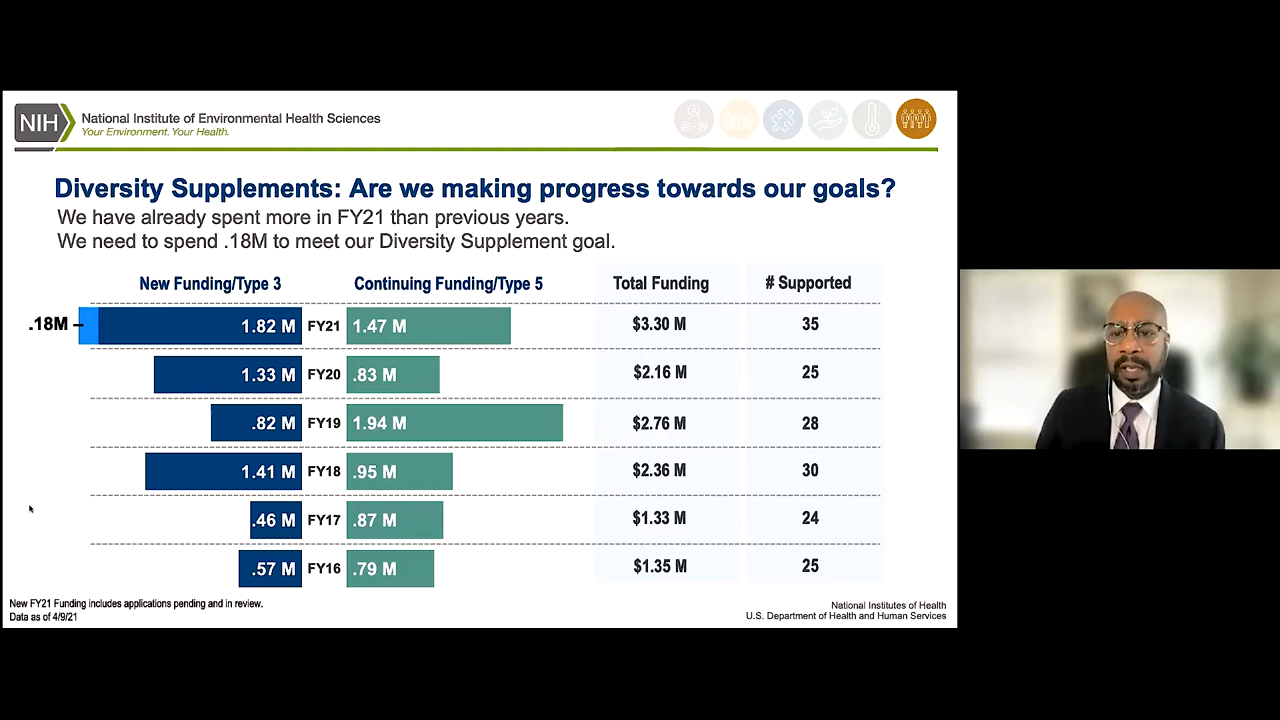 NIH
National Institute of Environmental Health Sciences
Your Environment. Your Health.
Diversity Supplements: Are we making progress towards our goals?
We have already spent more in FY21 than previous years.
We need to spend .18M to meet our Diversity Supplement goal.
New Funding/Type 3 Continuing Funding/Type 5 Total Funding # Supported
.18M 1.82 M FY21 1.47 M $3.30 M 35
1.33 M FY20 .83 M $2.16 M 25
.82 M FY19 1.94 M $2.76 M 28
1.41 M FY18 .95 M $2.36 M 30
.46 M FY17 .87 M $1.33 M 24
.57 M FY16 .79 M $1.35 M 25
New FY21 Funding includes applications pending and in review.
Data as of 4/9/21
National Institutes of Health
U.S. Department of Health and Human Services